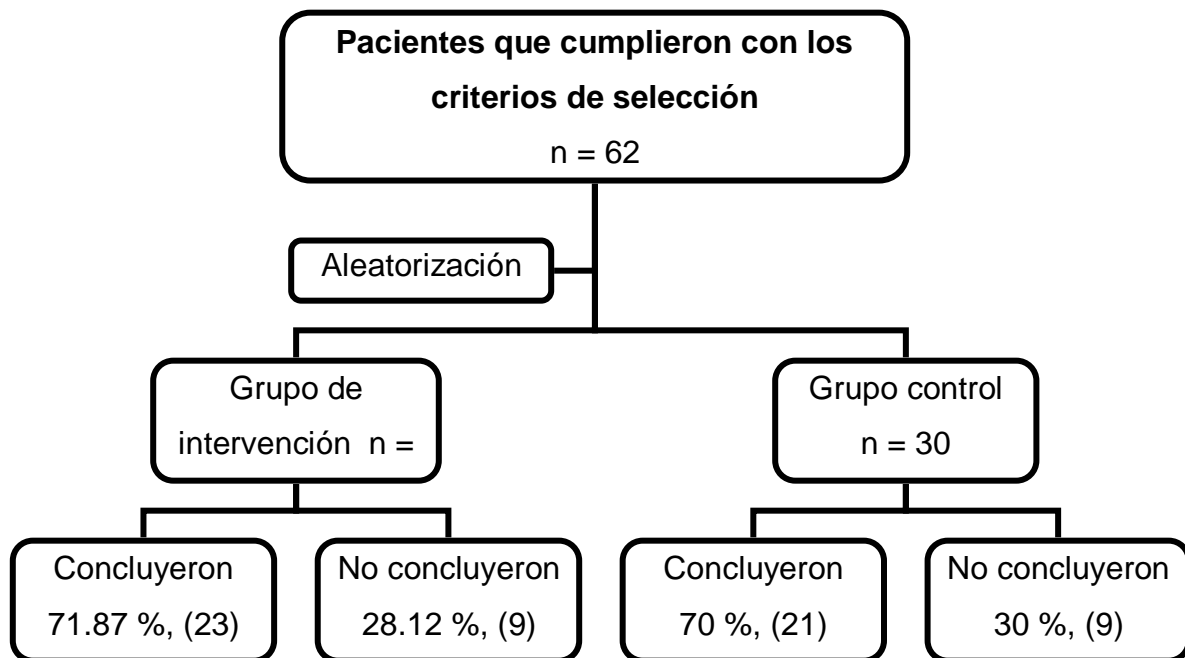 Pacientes que cumplieron con los
criterios de selección
n = 62
Aleatorización
Grupo de
intervención n =
Grupo control
n = 30
Concluyeron
71.87 %, (23)
No concluyeron
28.12 %, (9)
Concluyeron
70 %, (21)
No concluyeron
30 %, (9)